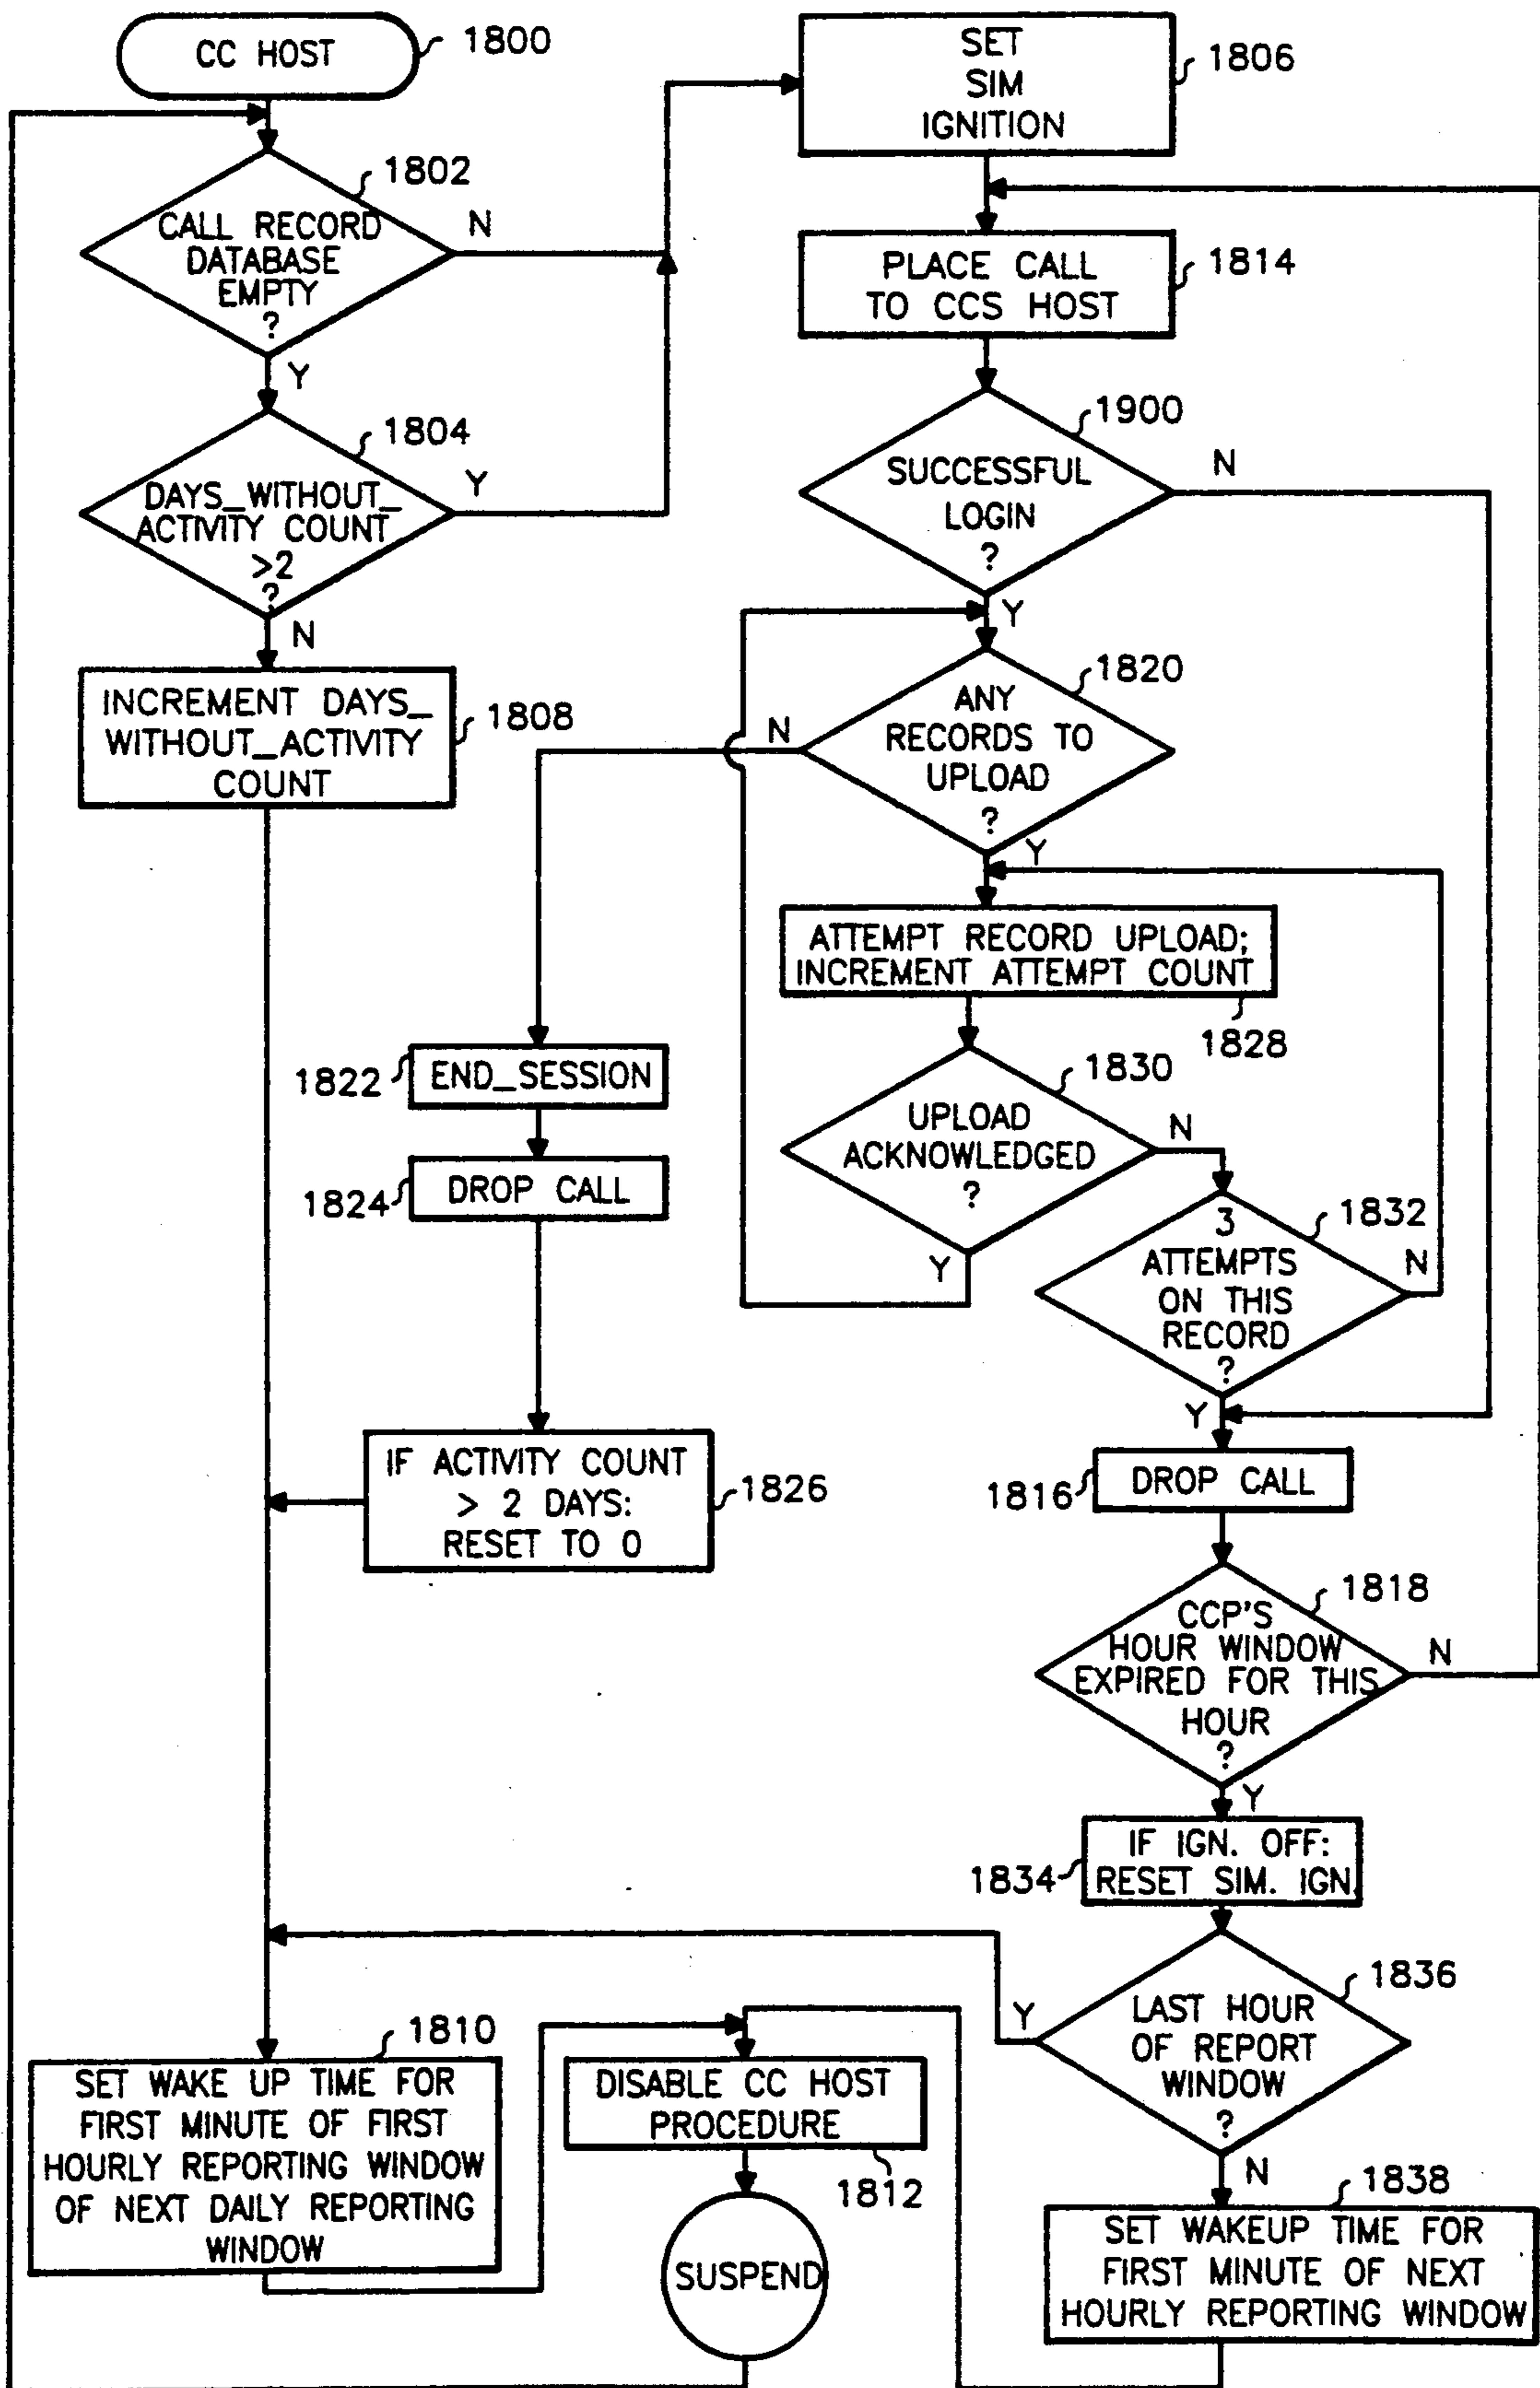 CC HOST
1800
1802
CALL RECORD
DATABASE
EMPTY
?
N
Y
1804
DAYS_WITHOUT_
ACTIVITY COUNT
>2
?
Y
N
INCREMENT DAYS_
WITHOUT_ACTIVITY
COUNT
1808
SET
SIM
IGNITION
1806
PLACE CALL
TO CCS HOST
1814
1900
SUCCESSFUL
LOGIN
?
N
Y
1820
ANY
RECORDS TO
UPLOAD
?
N
Y
ATTEMPT RECORD UPLOAD;
INCREMENT ATTEMPT COUNT
1828
1830
UPLOAD
ACKNOWLEDGED
?
N
Y
1832
3
ATTEMPTS
ON THIS
RECORD
?
N
Y
1822
END_SESSION
1824
DROP CALL
IF ACTIVITY COUNT
> 2 DAYS:
RESET TO 0
1826
1816
DROP CALL
1818
CCP'S
HOUR WINDOW
EXPIRED FOR THIS
HOUR
?
N
Y
IF IGN. OFF:
RESET SIM. IGN.
1834
1836
LAST HOUR
OF REPORT
WINDOW
?
Y
N
1810
SET WAKE UP TIME FOR
FIRST MINUTE OF FIRST
HOURLY REPORTING WINDOW
OF NEXT DAILY REPORTING
WINDOW
DISABLE CC HOST
PROCEDURE
1812
SUSPEND
1838
SET WAKEUP TIME FOR
FIRST MINUTE OF NEXT
HOURLY REPORTING WINDOW